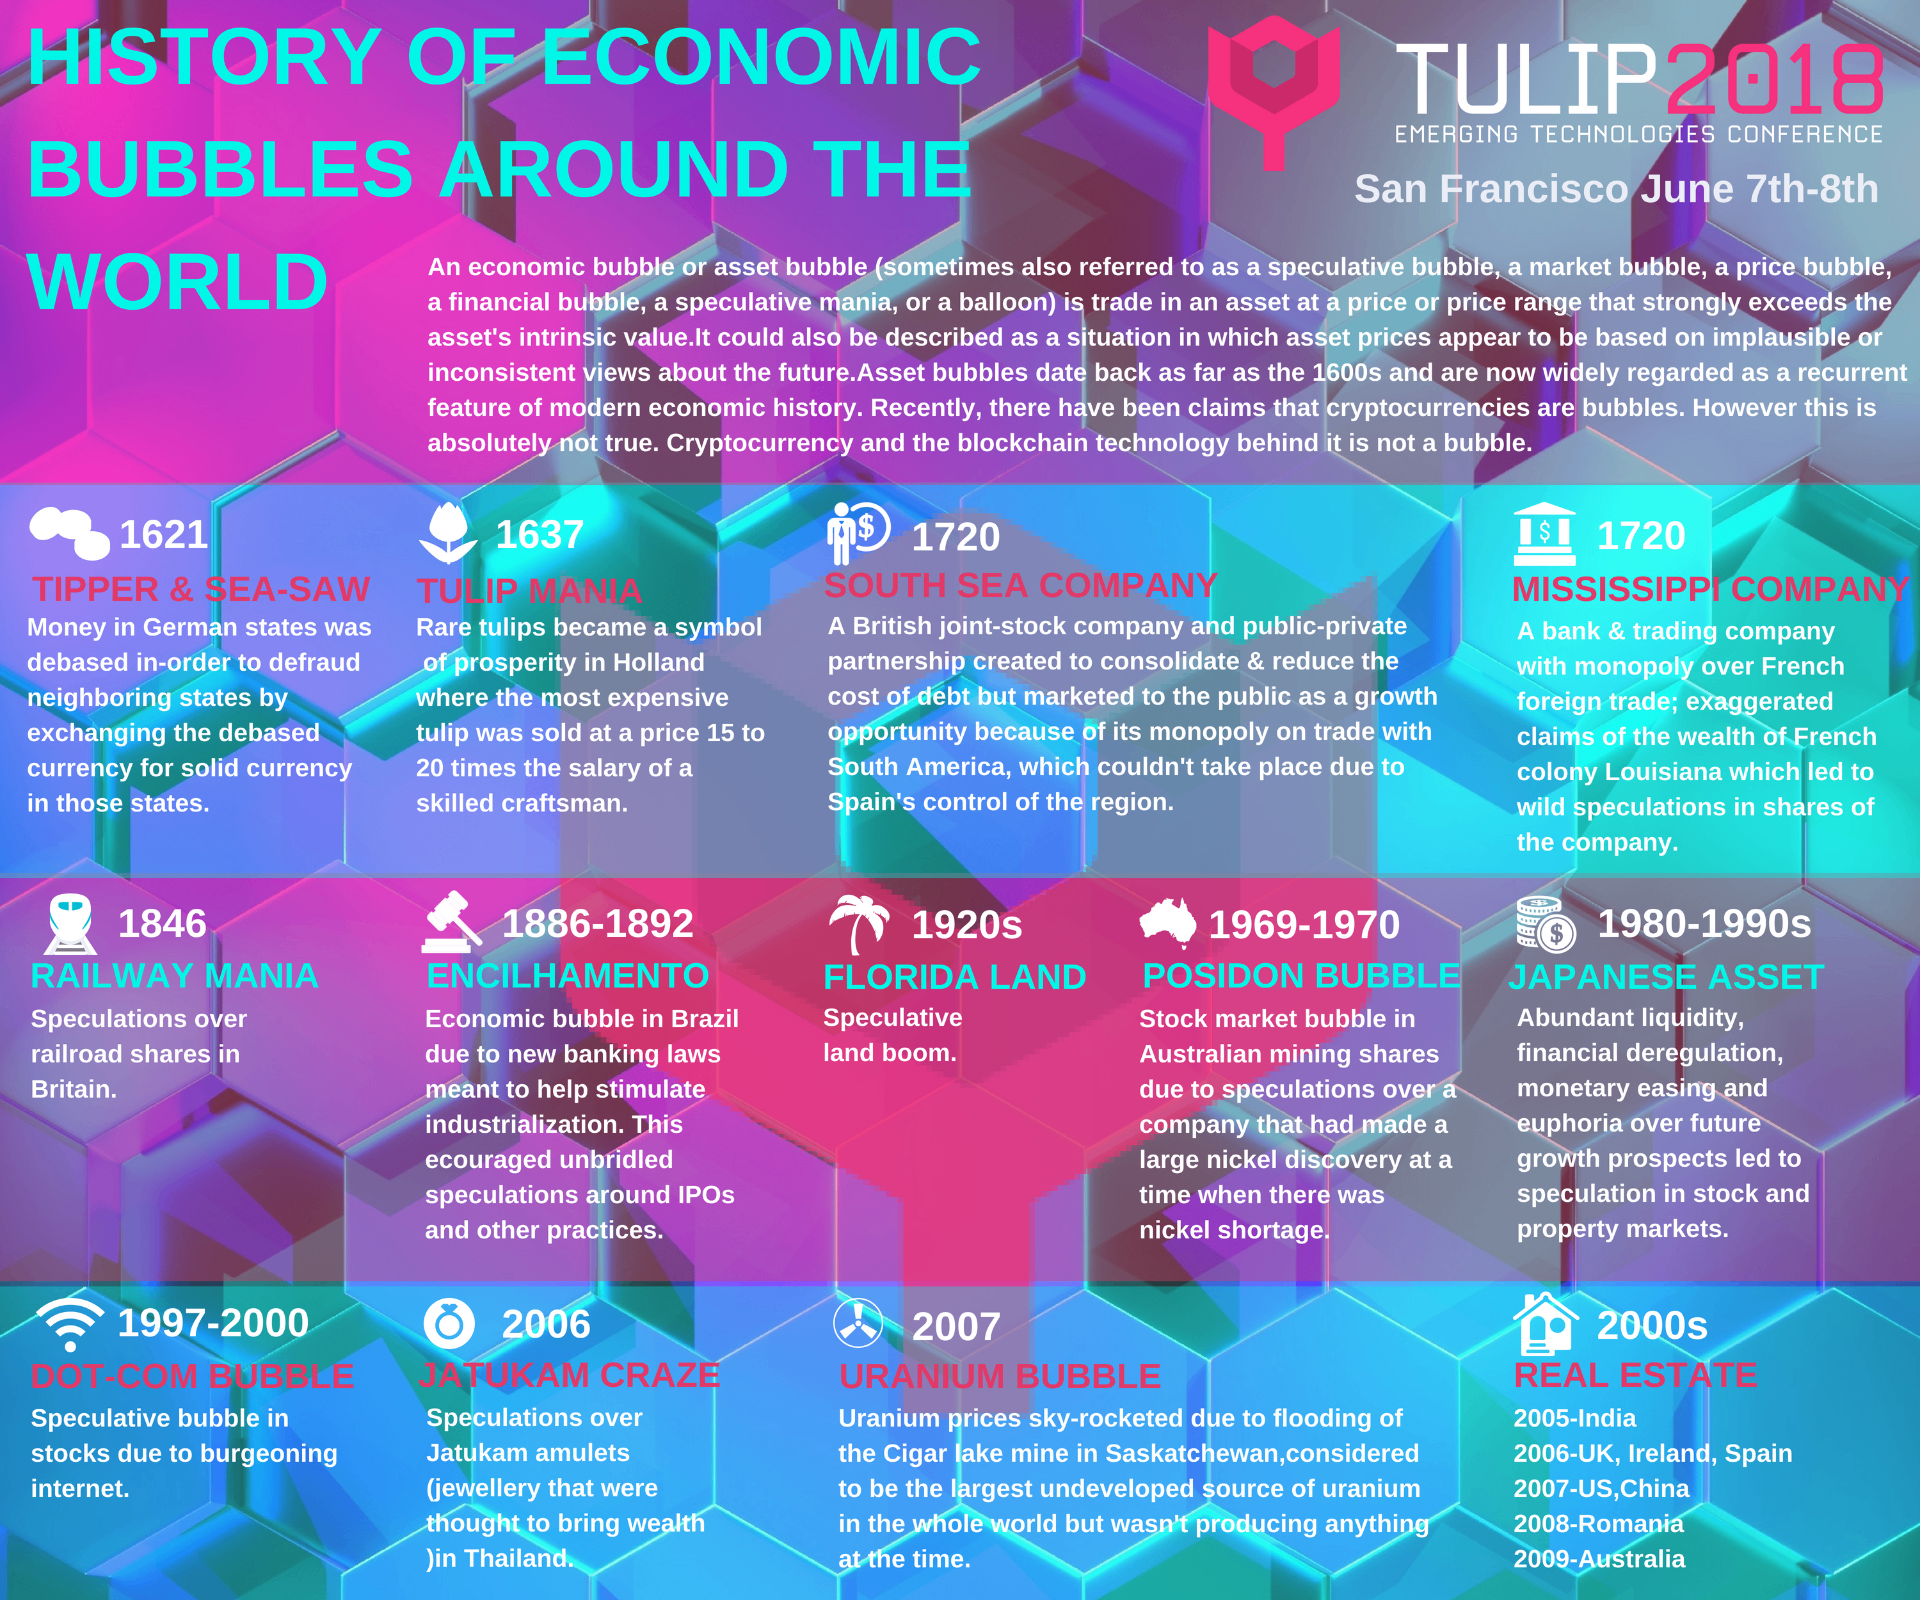 HISTORY OF ECONOMIC
BUBBLES AROUND THE
WORLD
TULIP2018
EMERGING TECHNOLOGIES CONFERENCE
San Francisco June 7th-8th
An economic bubble or asset bubble (sometimes also referred to as a speculative bubble, a market bubble, a price bubble,
a financial bubble, a speculative mania, or a balloon) is trade in an asset at a price or price range that strongly exceeds the
asset's intrinsic value.It could also be described as a situation in which asset prices appear to be based on implausible or
inconsistent views about the future.Asset bubbles date back as far as the 1600s and are now widely regarded as a recurrent
feature of modern economic history. Recently, there have been claims that cryptocurrencies are bubbles. However this is
absolutely not true. Cryptocurrency and the blockchain technology behind it is not a bubble.
1621
TIPPER & SEA-SAW
Money in German states was
debased in-order to defraud
neighboring states by
exchanging the debased
currency for solid currency
in those states.
1637
TULIP MANIA
Rare tulips became a symbol
of prosperity in Holland
where the most expensive
tulip was sold at a price 15 to
20 times the salary of a
skilled craftsman.
$
1720
SOUTH SEA COMPANY
A British joint-stock company and public-private
partnership created to consolidate & reduce the
cost of debt but marketed to the public as a growth
opportunity because of its monopoly on trade with
South America, which couldn't take place due to
Spain's control of the region.
$
1720
MISSISSIPPI COMPANY
A bank & trading company
with monopoly over French
foreign trade; exaggerated
claims of the wealth of French
colony Louisiana which led to
wild speculations in shares of
the company.
1846
RAILWAY MANIA
Speculations over
railroad shares in
Britain.
1886-1892
ENCILHAMENTO
Economic bubble in Brazil
due to new banking laws
meant to help stimulate
industrialization. This
ecouraged unbridled
speculations around IPOs
and other practices.
1920s
FLORIDA LAND
Speculative
land boom.
1969-1970
POSIDON BUBBLE
Stock market bubble in
Australian mining shares
due to speculations over a
company that had made a
large nickel discovery at a
time when there was
nickel shortage.
$
$
1980-1990s
JAPANESE ASSET
Abundant liquidity,
financial deregulation,
monetary easing and
euphoria over future
growth prospects led to
speculation in stock and
property markets.
1997-2000
DOT-COM BUBBLE
Speculative bubble in
stocks due to burgeoning
internet.
2006
JATUKAM CRAZE
Speculations over
Jatukam amulets
(jewellery that were
thought to bring wealth
)in Thailand.
2007
URANIUM BUBBLE
Uranium prices sky-rocketed due to flooding of
the Cigar lake mine in Saskatchewan,considered
to be the largest undeveloped source of uranium
in the whole world but wasn't producing anything
at the time.
2000s
REAL ESTATE
2005-India
2006-UK, Ireland, Spain
2007-US,China
2008-Romania
2009-Australia